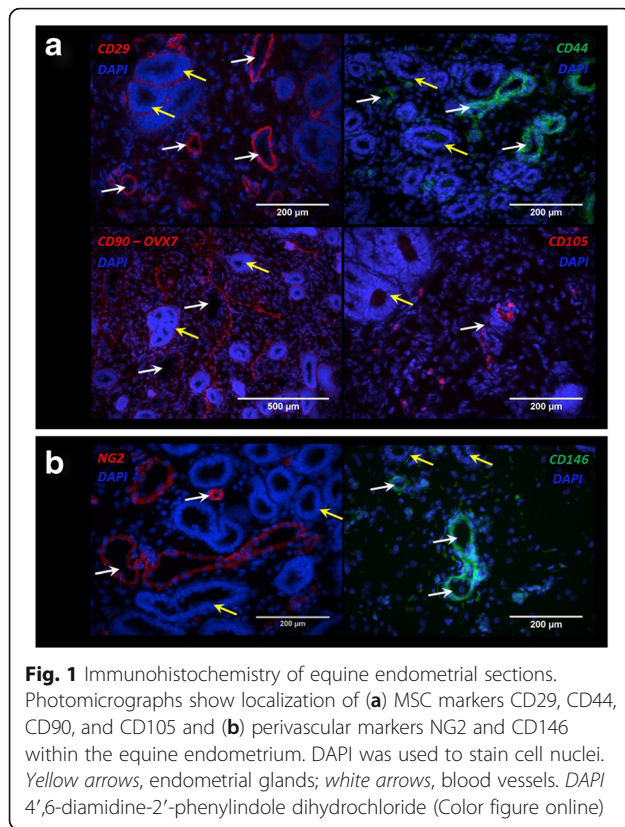 a
CD29
DAPI
200 µm
CD44
DAPI
200 µm
CD90 – OVX7
DAPI
500 µm
CD105
DAPI
200 µm
b
NG2
DAPI
200 µm
CD146
DAPI
200 µm
Fig. 1 Immunohistochemistry of equine endometrial sections.
Photomicrographs show localization of (a) MSC markers CD29, CD44,
CD90, and CD105 and (b) perivascular markers NG2 and CD146
within the equine endometrium. DAPI was used to stain cell nuclei.
Yellow arrows, endometrial glands; white arrows, blood vessels. DAPI
4′,6-diamidine-2′-phenylindole dihydrochloride (Color figure online)